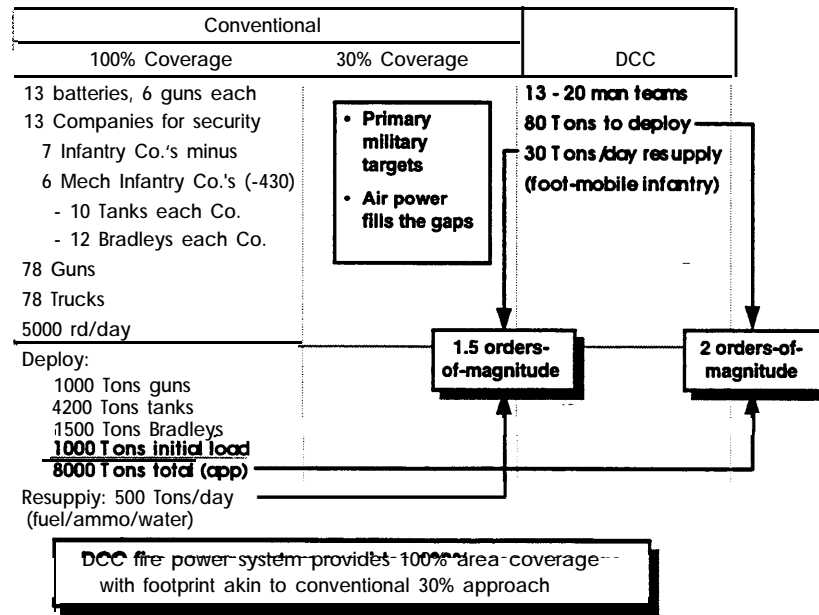 Conventional
100% Coverage
30% Coverage
DCC
13 batteries, 6 guns each
13 Companies for security
7 Infantry Co.'s minus
6 Mech Infantry Co.'s (-430)
- 10 Tanks each Co.
- 12 Bradleys each Co.
78 Guns
78 Trucks
5000 rd/day
Deploy:
1000 Tons guns
4200 Tons tanks
1500 Tons Bradleys
1000 Tons initial load
8000 Tons total (app)
Resupply: 500 Tons/day
(fuel/ammo/water)
• Primary
military
targets
• Air power
fills the gaps
13 - 20 man teams
80 Tons to deploy
30 Tons/day resupply
(foot-mobile infantry)
1.5 orders-
of-magnitude
2 orders-of-
magnitude
DCC fire power system provides 100% area coverage
with footprint akin to conventional 30% approach